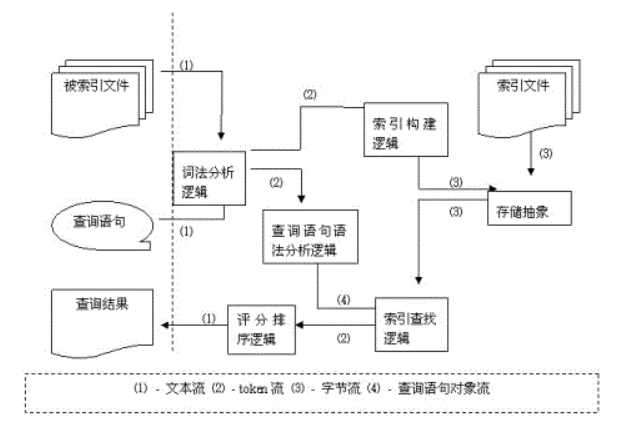 被索引文件
(1)
(2)
索引构建
逻辑
索引文件
(3)
词法分析
逻辑
(2)
(3)
(3)
存储抽象
查询语句
(1)
查询语句语
法分析逻辑
查询结果
(1)
评分排
序逻辑
(4)
(2)
索引查找
逻辑
(1) - 文本流 (2) - token 流 (3) - 字节流 (4) - 查询语句对象流